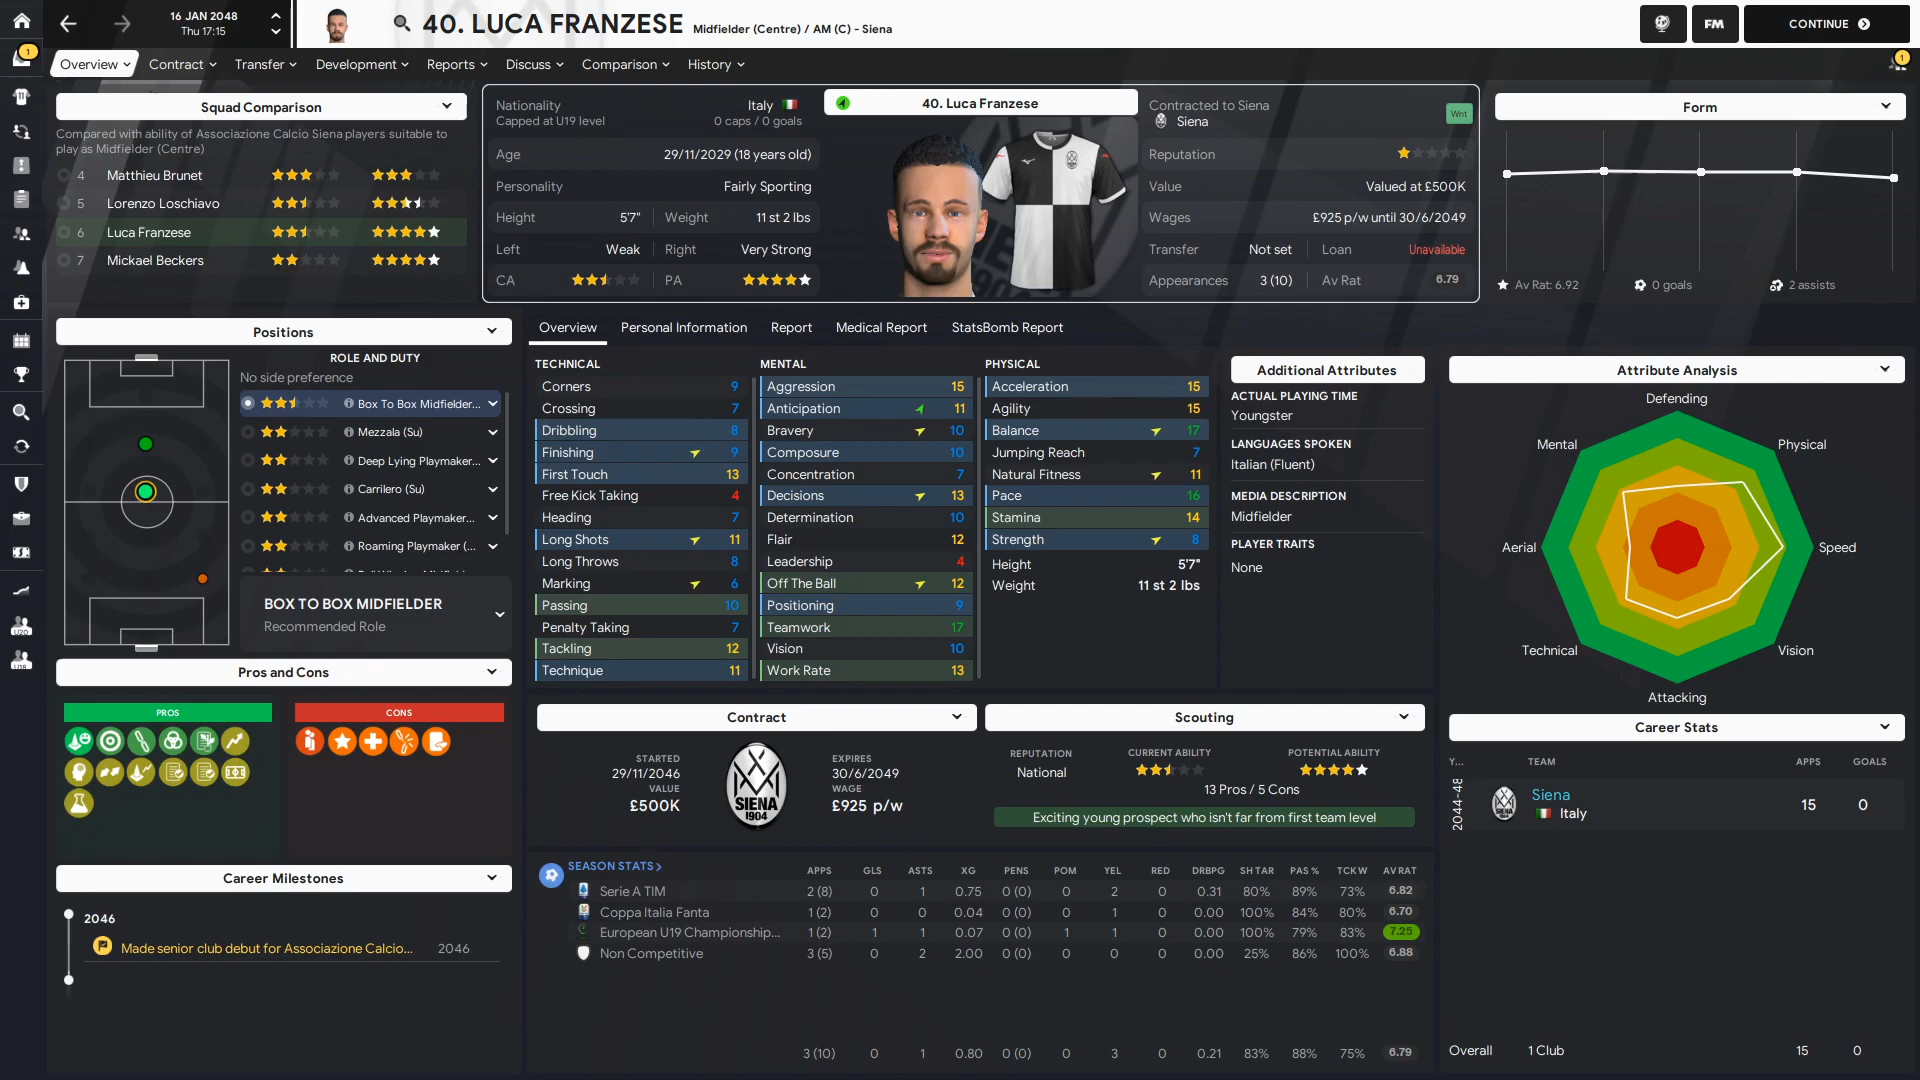 16 JAN 2048
Thu 17:15
40. LUCA FRANZESE
Midfielder (Centre) / AM (C) - Siena
FM
CONTINUE
1
Overview
Contract
Transfer
Development
Reports
Discuss
Comparison
History
1
Squad Comparison
Compared with ability of Associazione Calcio Siena players suitable to
play as Midfielder (Centre)
4 Matthieu Brunet
5 Lorenzo Loschiavo
6 Luca Franzese
7 Mickael Beckers
Nationality Italy
Capped at U19 level 0 caps / 0 goals
Age 29/11/2029 (18 years old)
Personality Fairly Sporting
Height 5'7" Weight 11 st 2 lbs
Left Weak Right Very Strong
CA PA
40. Luca Franzese
Contracted to Siena
Siena
Wnt
Reputation
Value Valued at £500K
Wages £925 p/w until 30/6/2049
Transfer Not set Loan Unavailable
Appearances 3 (10) Av Rat 6.79
Form
Av Rat: 6.92 0 goals 2 assists
Positions
ROLE AND DUTY
No side preference
Box To Box Midfielder...
Mezzala (Su)
Deep Lying Playmaker...
Carrilero (Su)
Advanced Playmaker...
Roaming Playmaker (...
BOX TO BOX MIDFIELDER
Recommended Role
Pros and Cons
PROS
CONS
Career Milestones
2046
Made senior club debut for Associazione Calcio... 2046
Overview
Personal Information
Report
Medical Report
StatsBomb Report
TECHNICAL
Corners 9
Crossing 7
Dribbling 8
Finishing 9
First Touch 13
Free Kick Taking 4
Heading 7
Long Shots 11
Long Throws 8
Marking 6
Passing 10
Penalty Taking 7
Tackling 12
Technique 11
MENTAL
Aggression 15
Anticipation 11
Bravery 10
Composure 10
Concentration 7
Decisions 13
Determination 10
Flair 12
Leadership 4
Off The Ball 12
Positioning 9
Teamwork 17
Vision 10
Work Rate 13
PHYSICAL
Acceleration 15
Agility 15
Balance 17
Jumping Reach 7
Natural Fitness 11
Pace 16
Stamina 14
Strength 8
Height 5'7"
Weight 11 st 2 lbs
Additional Attributes
ACTUAL PLAYING TIME
Youngster
LANGUAGES SPOKEN
Italian (Fluent)
MEDIA DESCRIPTION
Midfielder
PLAYER TRAITS
None
Attribute Analysis
Defending
Mental Physical
Aerial Speed
Technical Vision
Attacking
Contract
STARTED
29/11/2046
VALUE
£500K
SIENA
1904
EXPIRES
30/6/2049
WAGE
£925 p/w
Scouting
REPUTATION
National
CURRENT ABILITY
POTENTIAL ABILITY
13 Pros / 5 Cons
Exciting young prospect who isn't far from first team level
Career Stats
Y... TEAM APPS GOALS
2044-48
Siena 15 0
Italy
Overall 1 Club 15 0
SEASON STATS APPS GLS ASTS XG PENS POM YEL RED DRBPG SH TAR PAS % TCK W AV RAT
Serie A TIM 2 (8) 0 1 0.75 0 (0) 0 2 0 0.31 80% 89% 73% 6.82
Coppa Italia Fanta 1 (2) 0 0 0.04 0 (0) 0 1 0 0.00 100% 84% 80% 6.70
European U19 Championship... 1 (2) 1 1 0.07 0 (0) 1 1 0 0.00 100% 79% 83% 7.25
Non Competitive 3 (5) 0 2 2.00 0 (0) 0 0 0 0.00 25% 86% 100% 6.88
3 (10) 0 1 0.80 0 (0) 0 3 0 0.21 83% 88% 75% 6.79